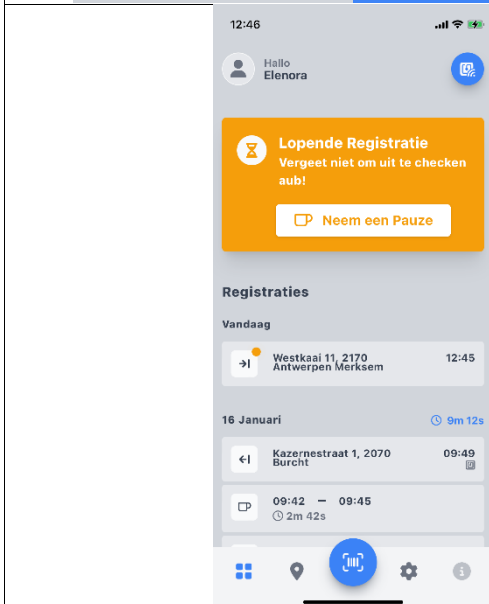 12:46
Hallo
Elenora
Lopende Registratie
Vergeet niet om uit te checken
aub!
Neem een Pauze
Registraties
Vandaag
Westkaai 11, 2170
Antwerpen Merksem
12:45
16 Januari
9m 12s
Kazernestraat 1, 2070
Burcht
09:49
09:42 — 09:45
2m 42s